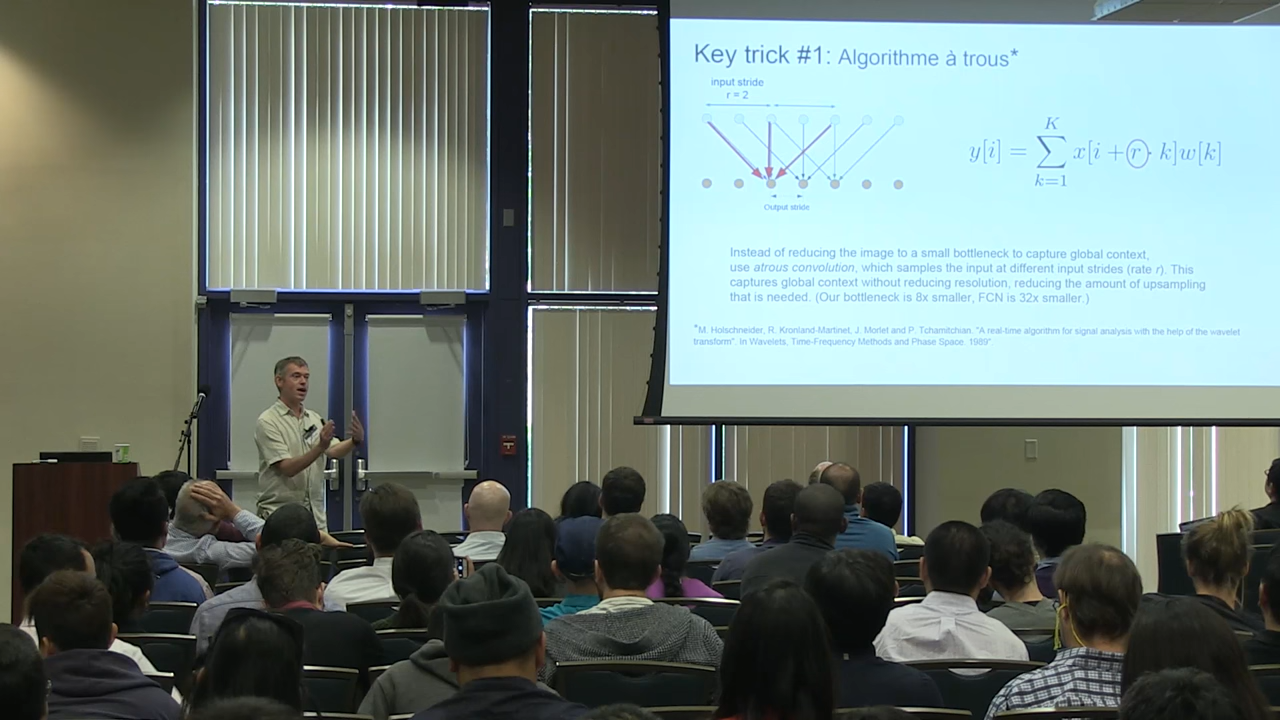 Key trick #1: Algorithme à trous*
input stride
r = 2
y[i] = \sum_{k=1}^{K} x[i + r · k]w[k]
Output stride
Instead of reducing the image to a small bottleneck to capture global context,
use atrous convolution, which samples the input at different input strides (rate r). This
captures global context without reducing resolution, reducing the amount of upsampling
that is needed. (Our bottleneck is 8x smaller, FCN is 32x smaller.)
*M. Holschneider, R. Kronland-Martinet, J. Morlet and P. Tchamitchian. "A real-time algorithm for signal analysis with the help of the wavelet
transform". In Wavelets, Time-Frequency Methods and Phase Space. 1989".